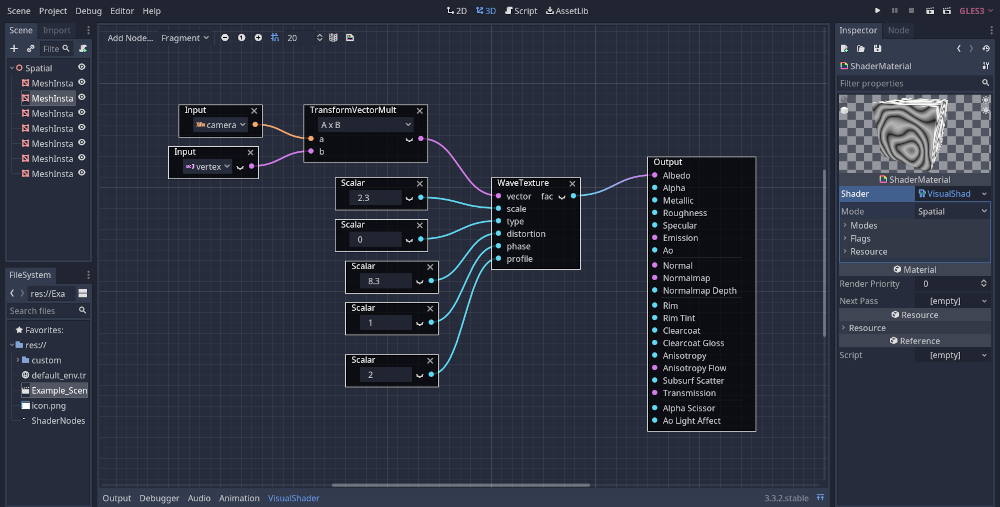 Scene Project Debug Editor Help
2D 3D Script AssetLib
GLES3
Scene Import
Filte
Spatial
MeshInsta
MeshInsta
MeshInsta
MeshInsta
MeshInsta
MeshInsta
MeshInsta
FileSystem
res://Exa
Search files
Favorites:
res://
custom
default_env.tr
Example_Scen
icon.png
ShaderNodes
Add Node... Fragment 20
Input
camera
Input
vertex
TransformVectorMult
A x B
a
b
Scalar
2.3
Scalar
0
Scalar
8.3
Scalar
1
Scalar
2
WaveTexture
vector fac
scale
type
distortion
phase
profile
Output
Albedo
Alpha
Metallic
Roughness
Specular
Emission
Ao
Normal
Normalmap
Normalmap Depth
Rim
Rim Tint
Clearcoat
Clearcoat Gloss
Anisotropy
Anisotropy Flow
Subsurf Scatter
Transmission
Alpha Scissor
Ao Light Affect
Output Debugger Audio Animation VisualShader
3.3.2.stable
Inspector Node
ShaderMaterial
Filter properties
ShaderMaterial
Shader VisualShad
Mode Spatial
Modes
Flags
Resource
Material
Render Priority 0
Next Pass [empty]
Resource
Resource
Reference
Script [empty]